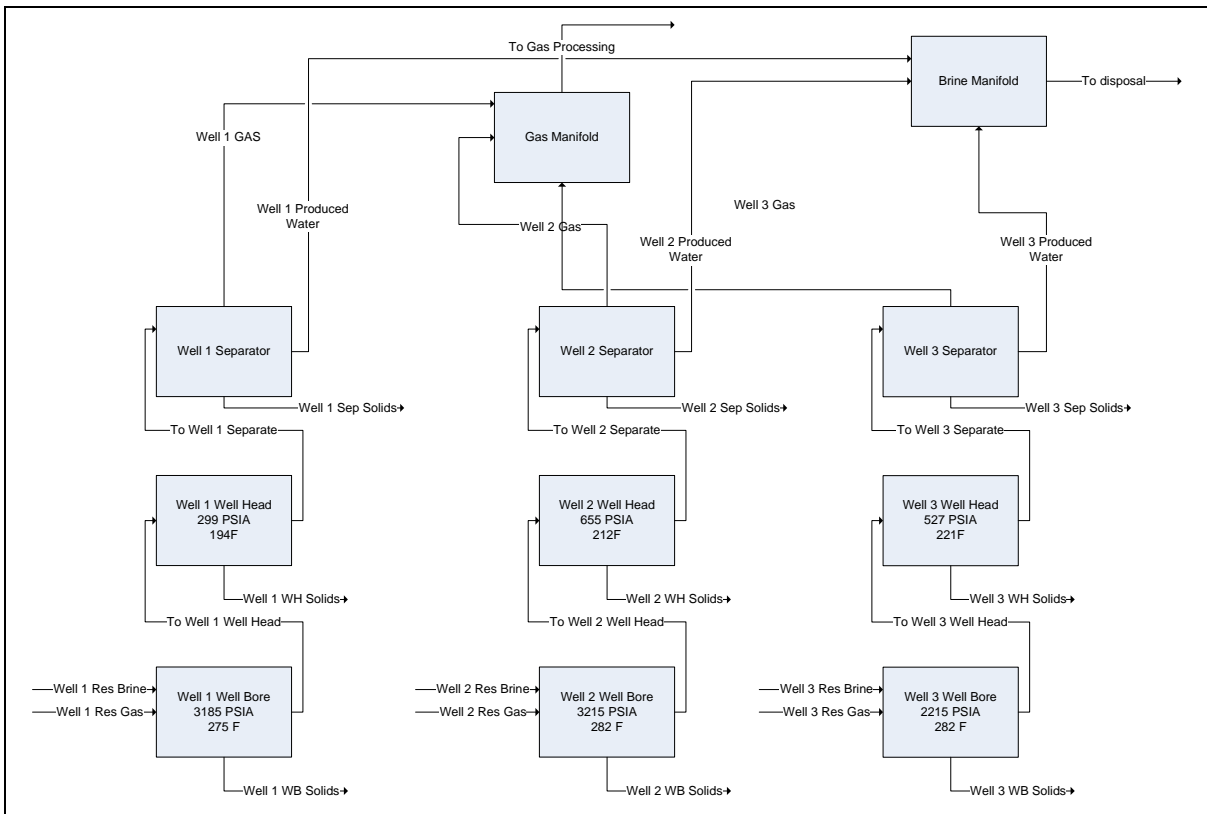 To Gas Processing
Brine Manifold
To disposal
Well 1 GAS
Gas Manifold
Well 1 Produced
Water
Well 2 Gas
Well 3 Gas
Well 2 Produced
Water
Well 3 Produced
Water
Well 1 Separator
Well 2 Separator
Well 3 Separator
Well 1 Sep Solids
Well 2 Sep Solids
Well 3 Sep Solids
To Well 1 Separate
To Well 2 Separate
To Well 3 Separate
Well 1 Well Head
299 PSIA
194F
Well 2 Well Head
655 PSIA
212F
Well 3 Well Head
527 PSIA
221F
Well 1 WH Solids
Well 2 WH Solids
Well 3 WH Solids
To Well 1 Well Head
To Well 2 Well Head
To Well 3 Well Head
Well 1 Res Brine
Well 1 Res Gas
Well 1 Well Bore
3185 PSIA
275 F
Well 2 Res Brine
Well 2 Res Gas
Well 2 Well Bore
3215 PSIA
282 F
Well 3 Res Brine
Well 3 Res Gas
Well 3 Well Bore
2215 PSIA
282 F
Well 1 WB Solids
Well 2 WB Solids
Well 3 WB Solids